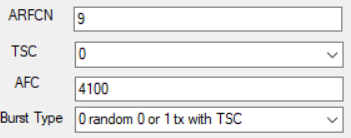 ARFCN 9
TSC 0
AFC 4100
Burst Type 0 random 0 or 1 tx with TSC